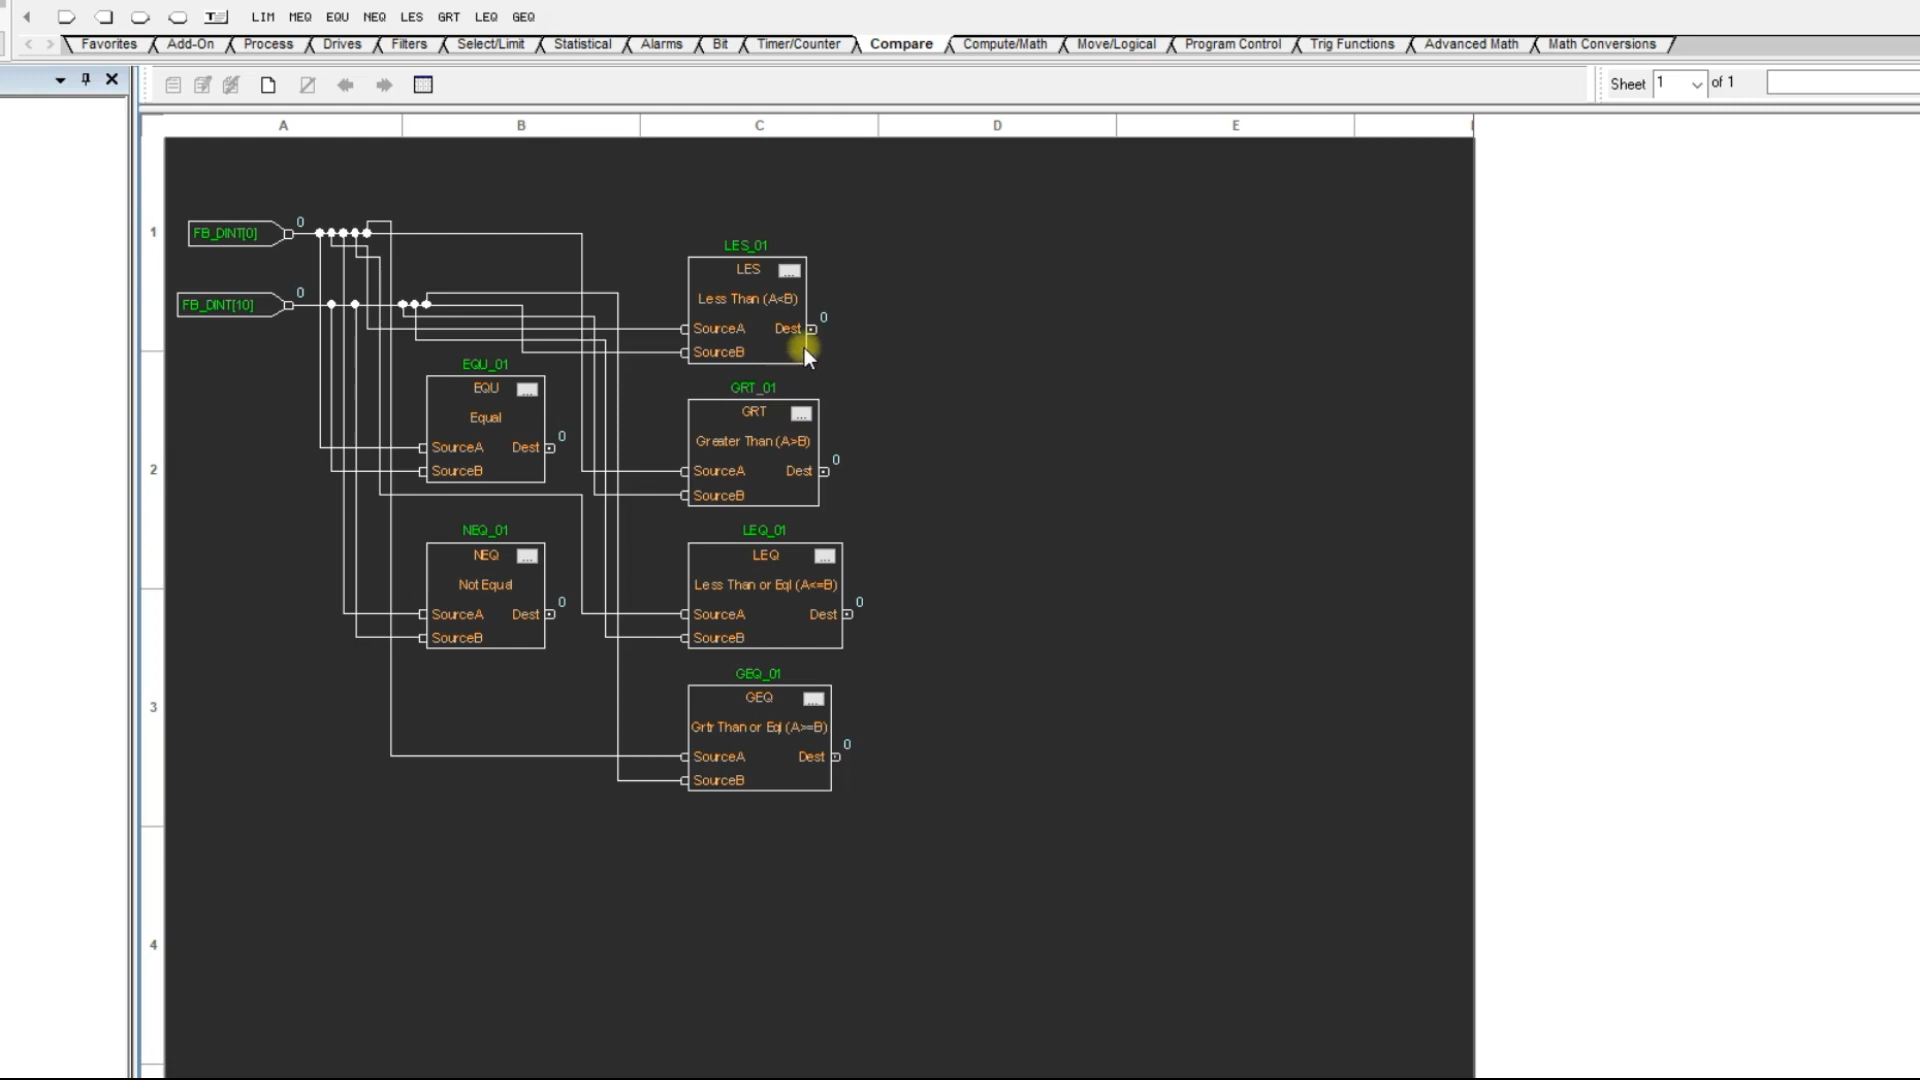 LIM MEQ EQU NEQ LES GRT LEQ GEQ
Favorites Add-On Process Drives Filters Select/Limit Statistical Alarms Bit Timer/Counter Compare Compute/Math Move/Logical Program Control Trig Functions Advanced Math Math Conversions
Sheet 1 of 1
A B C D E
1
2
3
4
FB_DINT[0] 0
FB_DINT[10] 0
LES_01
LES ...
Less Than (A<B)
SourceA Dest 0
SourceB
EQU_01
EQU ...
Equal
SourceA Dest 0
SourceB
GRT_01
GRT ...
Greater Than (A>B)
SourceA Dest 0
SourceB
NEQ_01
NEQ ...
Not Equal
SourceA Dest 0
SourceB
LEQ_01
LEQ ...
Less Than or Eql (A<=B)
SourceA Dest 0
SourceB
GEQ_01
GEQ ...
Grtr Than or Eql (A>=B)
SourceA Dest 0
SourceB